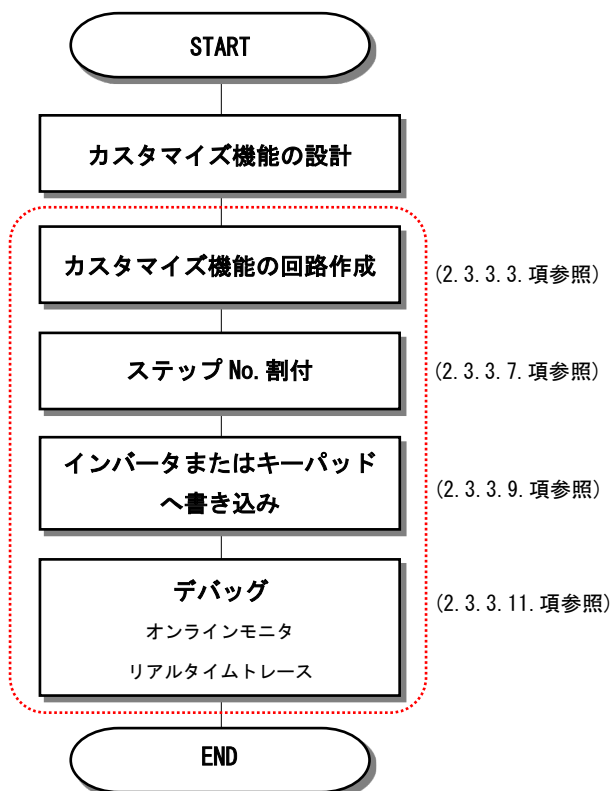 START
カスタマイズ機能の設計
カスタマイズ機能の回路作成
(2.3.3.3.項参照)
ステップ No.割付
(2.3.3.7.項参照)
インバータまたはキーパッド
へ書き込み
(2.3.3.9.項参照)
デバッグ
オンラインモニタ
リアルタイムトレース
(2.3.3.11.項参照)
END